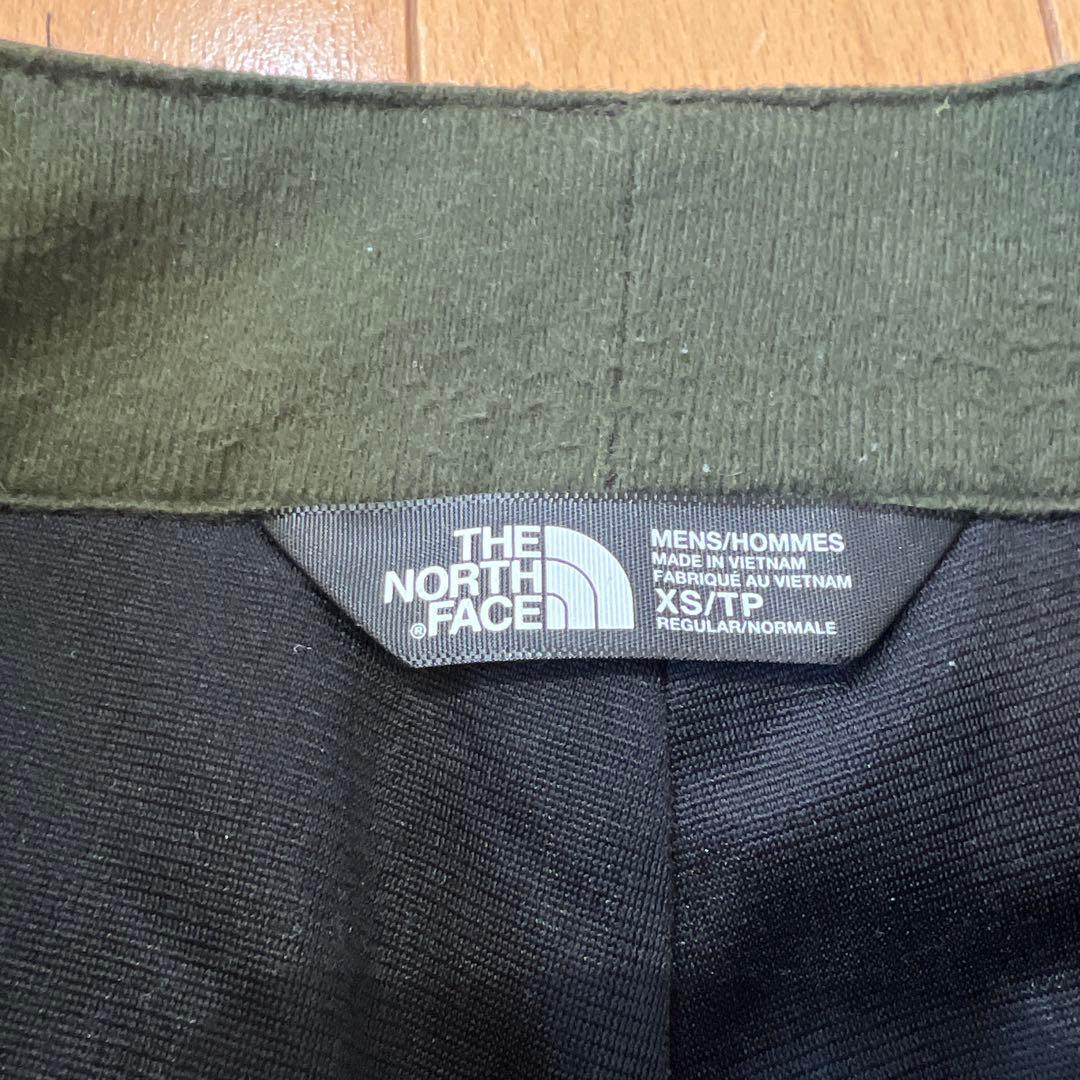 THE
NORTH
®FACE
MENS/HOMMES
MADE IN VIETNAM
FABRIQUÉ AU VIETNAM
XS/TP
REGULAR/NORMALE